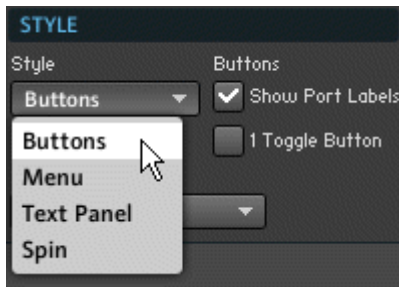 STYLE
Style Buttons
Buttons Show Port Labels
Buttons 1 Toggle Button
Menu
Text Panel
Spin